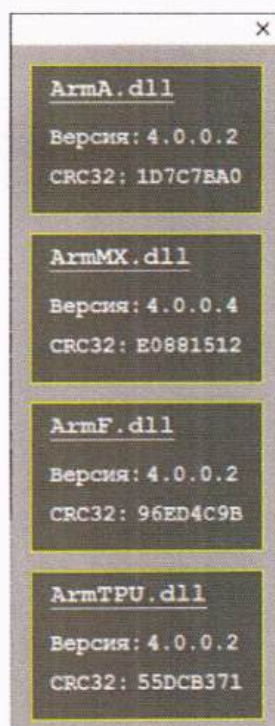 ArmA.dll
Версия: 4.0.0.2
CRC32: 1D7C7BA0
ArmMX.dll
Версия: 4.0.0.4
CRC32: E0881512
ArmF.dll
Версия: 4.0.0.2
CRC32: 96ED4C9B
ArmTPU.dll
Версия: 4.0.0.2
CRC32: 55DCB371